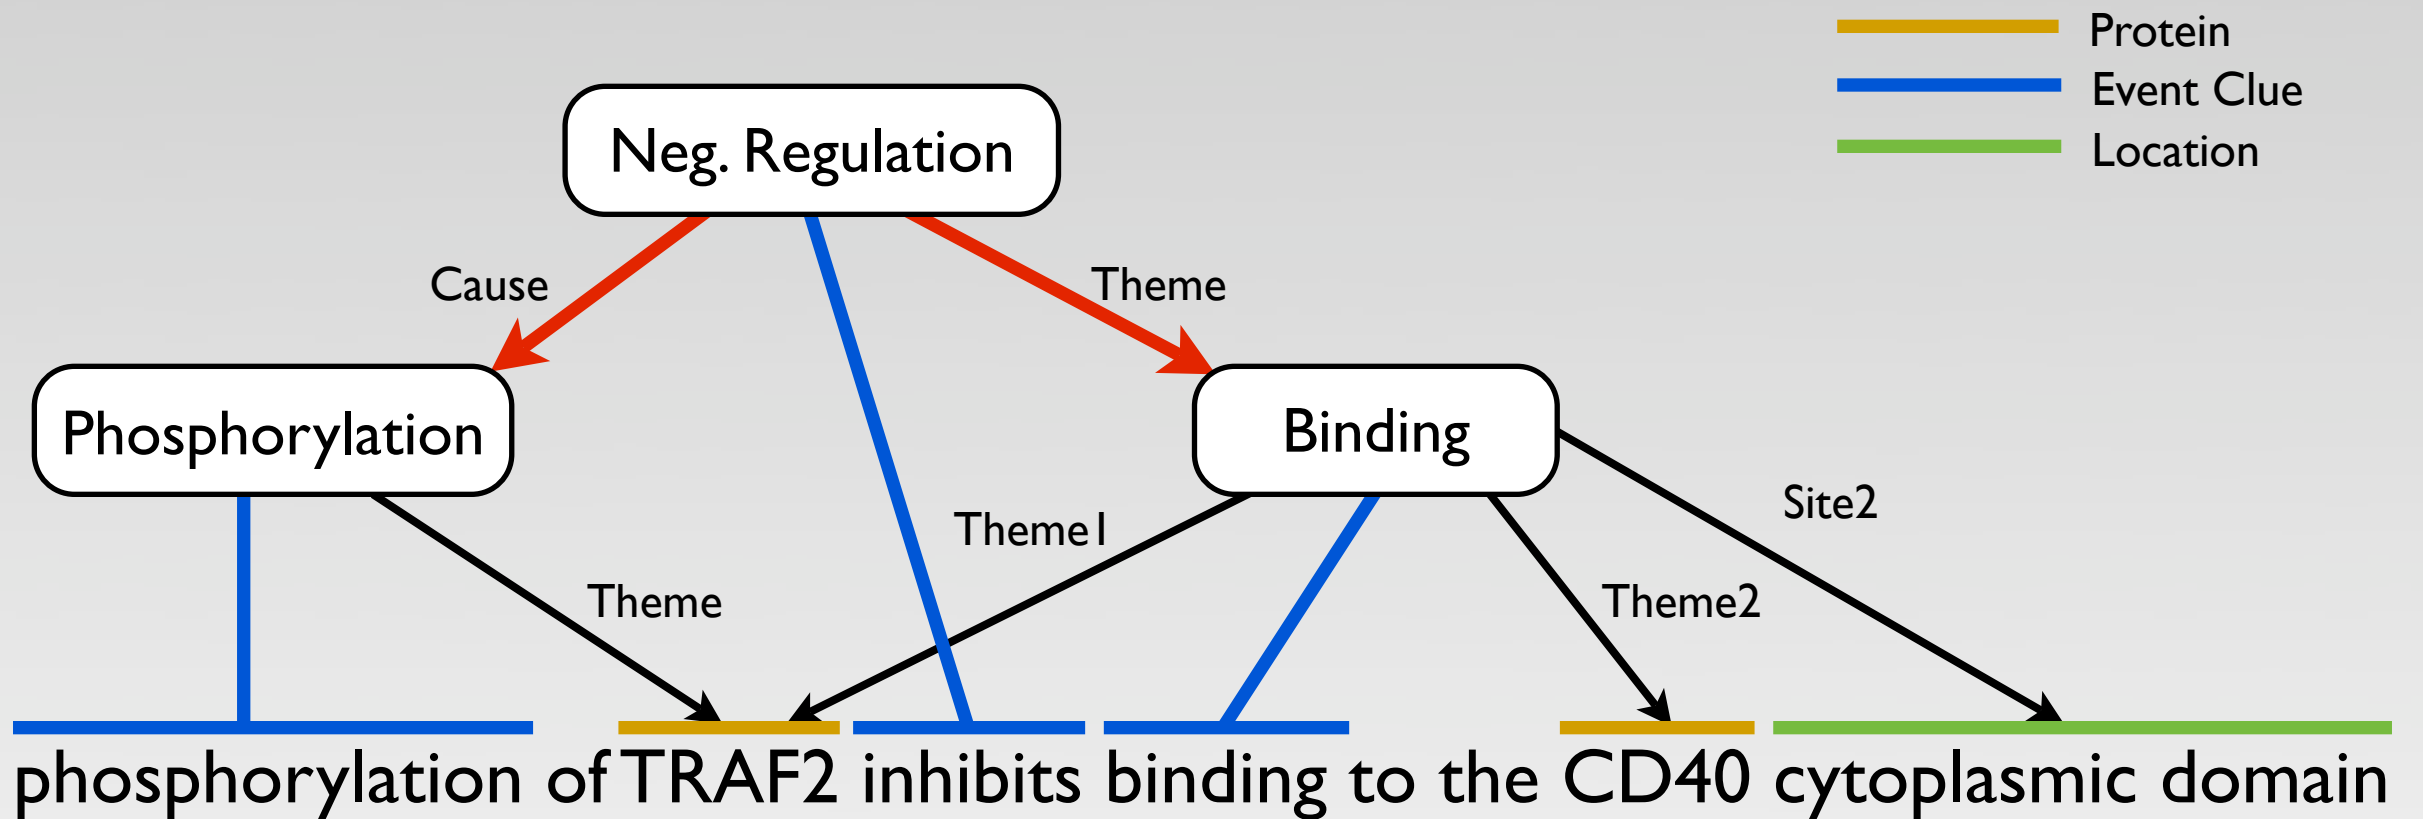 Protein
Event Clue
Location
Neg. Regulation
Cause
Theme
Phosphorylation
Binding
Theme
Theme1
Theme2
Site2
phosphorylation of TRAF2 inhibits binding to the CD40 cytoplasmic domain